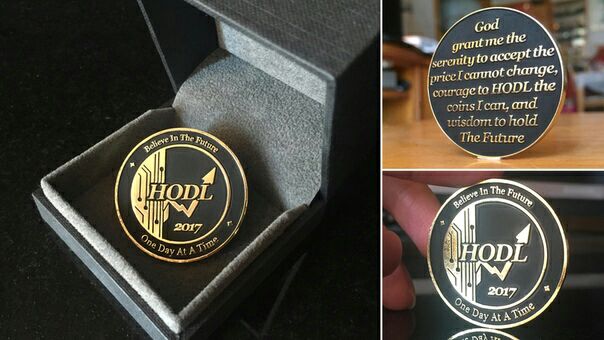 Believe In The Future
HODL
2017
One Day At A Time
God
grant me the
serenity to accept the
price I cannot change,
courage to HODL the
coins I can, and
wisdom to hold
The Future
Believe In The Future
HODL
2017
One Day At A Time